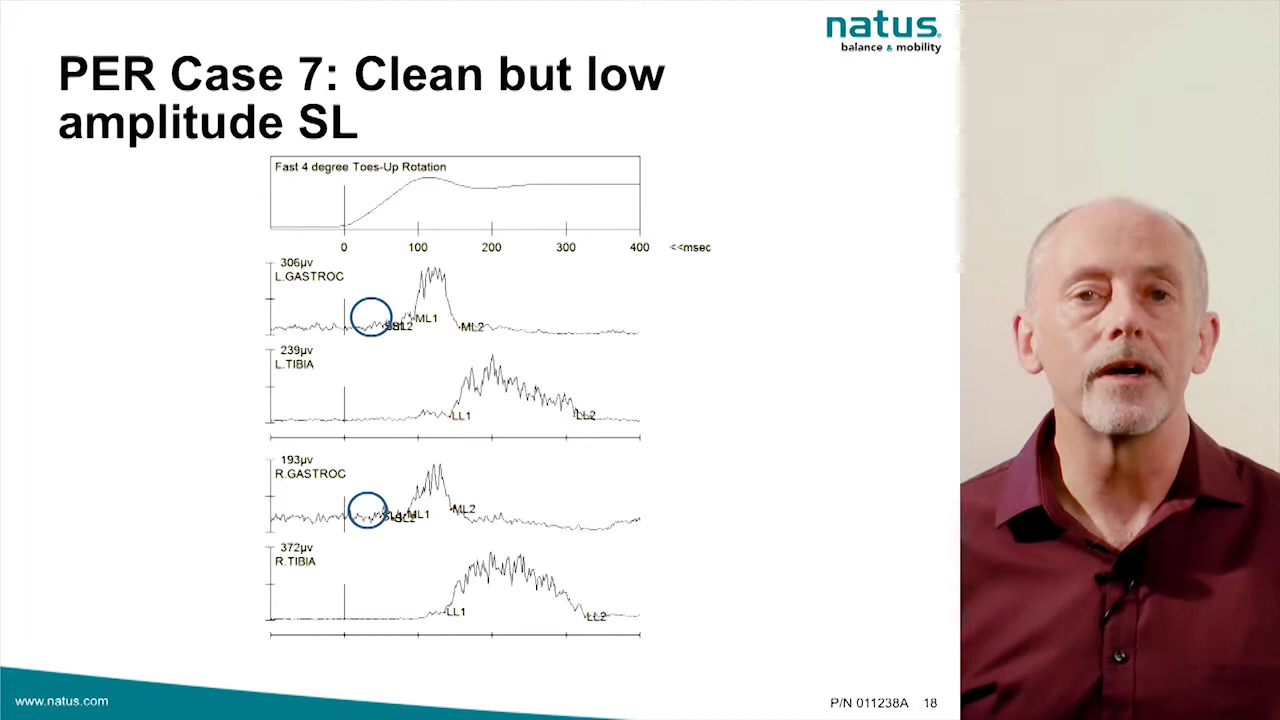 natus
balance & mobility
PER Case 7: Clean but low
amplitude SL
Fast 4 degree Toes-Up Rotation
0 100 200 300 400 <<msec
306µv
L.GASTROC
ML1
ML2
239µv
L.TIBIA
LL1
LL2
193µv
R.GASTROC
ML1
ML2
372µv
R.TIBIA
LL1
LL2
www.natus.com
P/N 011238A 18